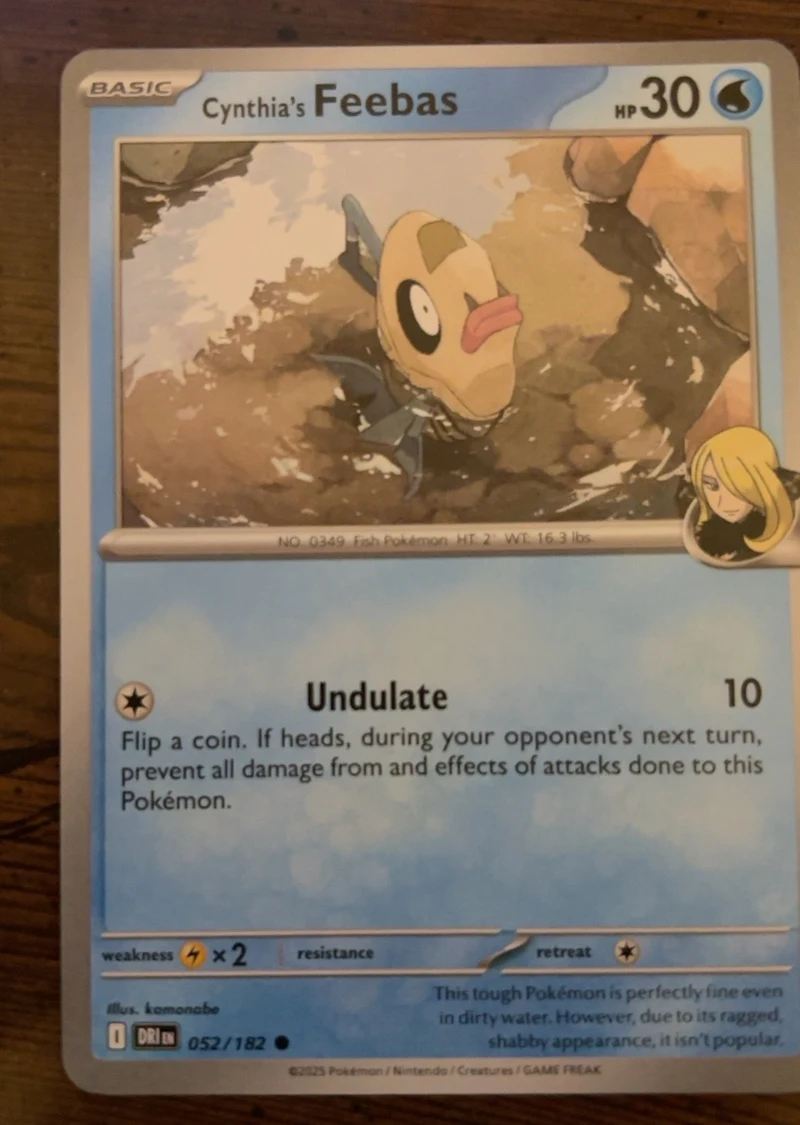 BASIC
Cynthia's Feebas HP 30
NO. 0349 Fish Pokémon HT: 2' WT: 16.3 lbs.
Undulate 10
Flip a coin. If heads, during your opponent's next turn,
prevent all damage from and effects of attacks done to this
Pokémon.
weakness ×2 resistance retreat
Illus. kamonabe
This tough Pokémon is perfectly fine even
in dirty water. However, due to its ragged,
shabby appearance, it isn't popular.
I DRI EN 052/182
©2025 Pokémon / Nintendo / Creatures / GAME FREAK